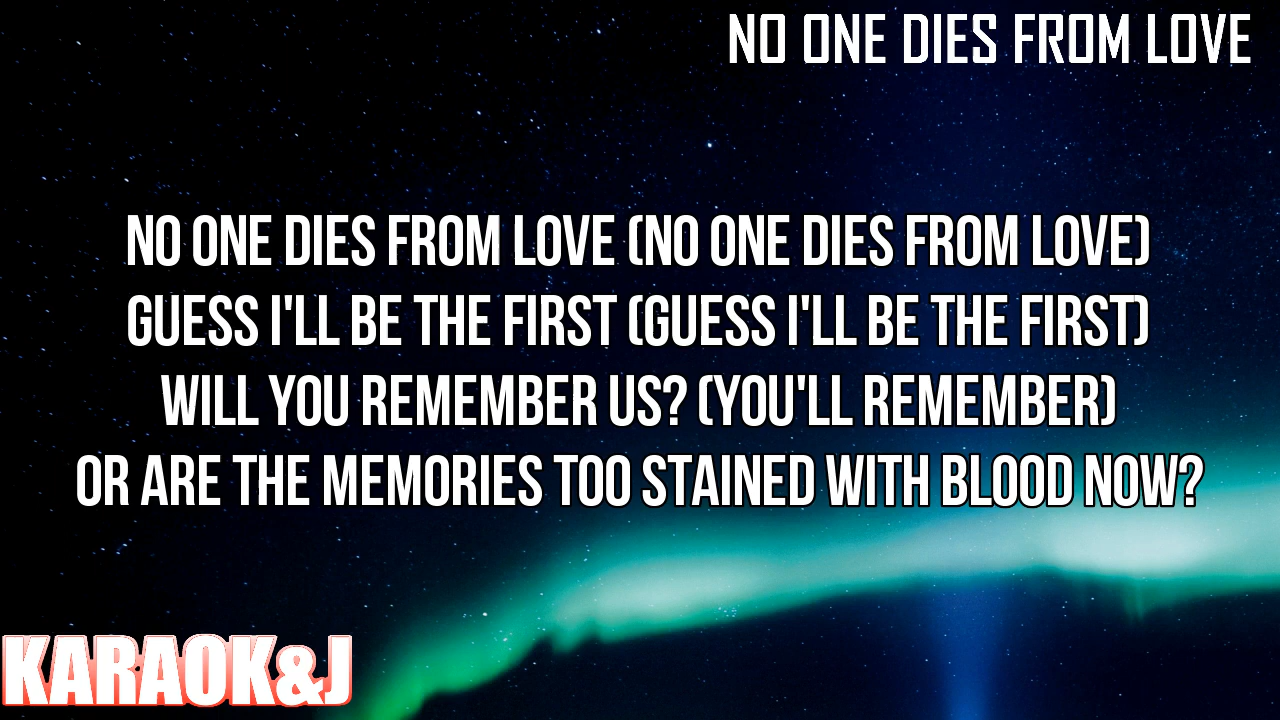 NO ONE DIES FROM LOVE
NO ONE DIES FROM LOVE (NO ONE DIES FROM LOVE)
GUESS I'LL BE THE FIRST (GUESS I'LL BE THE FIRST)
WILL YOU REMEMBER US? (YOU'LL REMEMBER)
OR ARE THE MEMORIES TOO STAINED WITH BLOOD NOW?
KARAOK&J